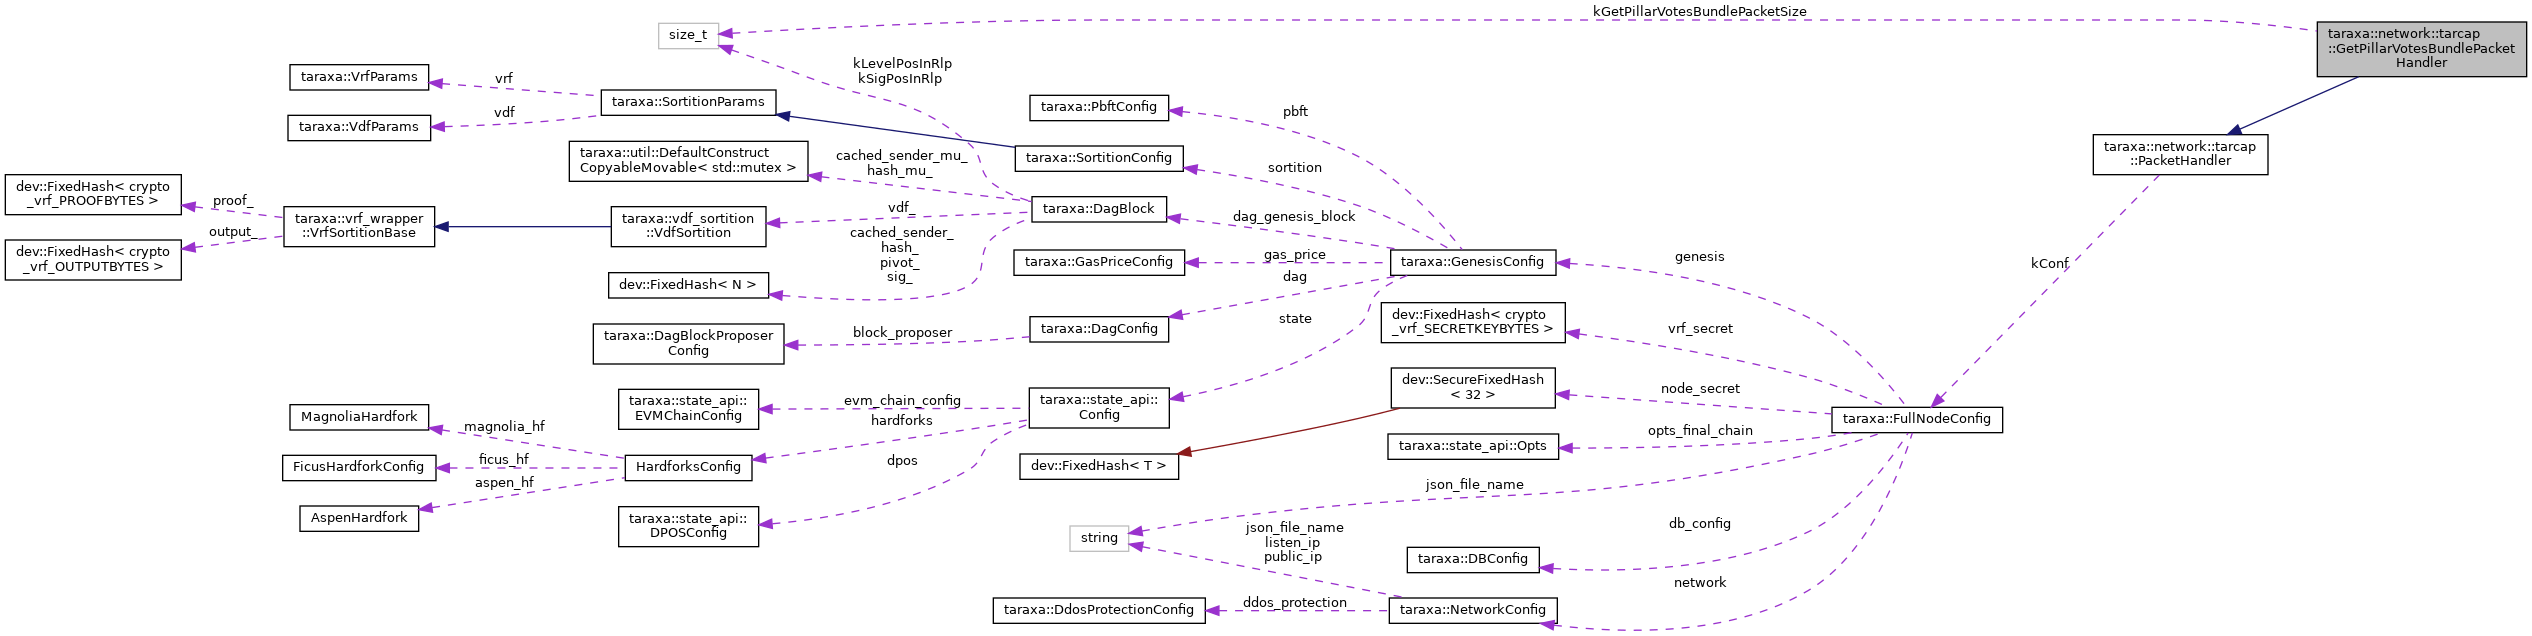 kGetPillarVotesBundlePacketSize
size_t
taraxa::network::tarcap
::GetPillarVotesBundlePacket
Handler
kLevelPosInRlp
kSigPosInRlp
taraxa::VrfParams
vrf
taraxa::SortitionParams
taraxa::PbftConfig
pbft
vdf
taraxa::VdfParams
taraxa::util::DefaultConstruct
CopyableMovable< std::mutex >
cached_sender_mu_
hash_mu_
taraxa::SortitionConfig
sortition
taraxa::network::tarcap
::PacketHandler
dev::FixedHash< crypto
_vrf_PROOFBYTES >
proof_
taraxa::vrf_wrapper
::VrfSortitionBase
taraxa::vdf_sortition
::VdfSortition
vdf_
taraxa::DagBlock
dag_genesis_block
output_
dev::FixedHash< crypto
_vrf_OUTPUTBYTES >
cached_sender_
hash_
pivot_
sig_
dev::FixedHash< N >
taraxa::GasPriceConfig
gas_price
taraxa::GenesisConfig
genesis
kConf
dag
taraxa::DagBlockProposer
Config
block_proposer
taraxa::DagConfig
state
dev::FixedHash< crypto
_vrf_SECRETKEYBYTES >
vrf_secret
dev::SecureFixedHash
< 32 >
node_secret
taraxa::FullNodeConfig
taraxa::state_api::
EVMChainConfig
evm_chain_config
taraxa::state_api::
Config
hardforks
MagnoliaHardfork
magnolia_hf
taraxa::state_api::Opts
opts_final_chain
FicusHardforkConfig
ficus_hf
HardforksConfig
dpos
dev::FixedHash< T >
aspen_hf
AspenHardfork
json_file_name
taraxa::state_api::
DPOSConfig
string
json_file_name
listen_ip
public_ip
db_config
taraxa::DBConfig
network
taraxa::DdosProtectionConfig
ddos_protection
taraxa::NetworkConfig